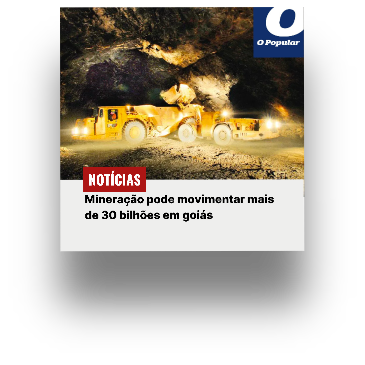 O Popular
NOTÍCIAS
Mineração pode movimentar mais
de 30 bilhões em goiás